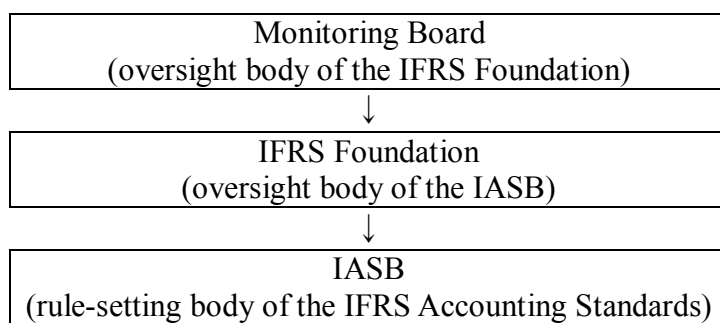 Monitoring Board
(oversight body of the IFRS Foundation)
↓
IFRS Foundation
(oversight body of the IASB)
↓
IASB
(rule-setting body of the IFRS Accounting Standards)